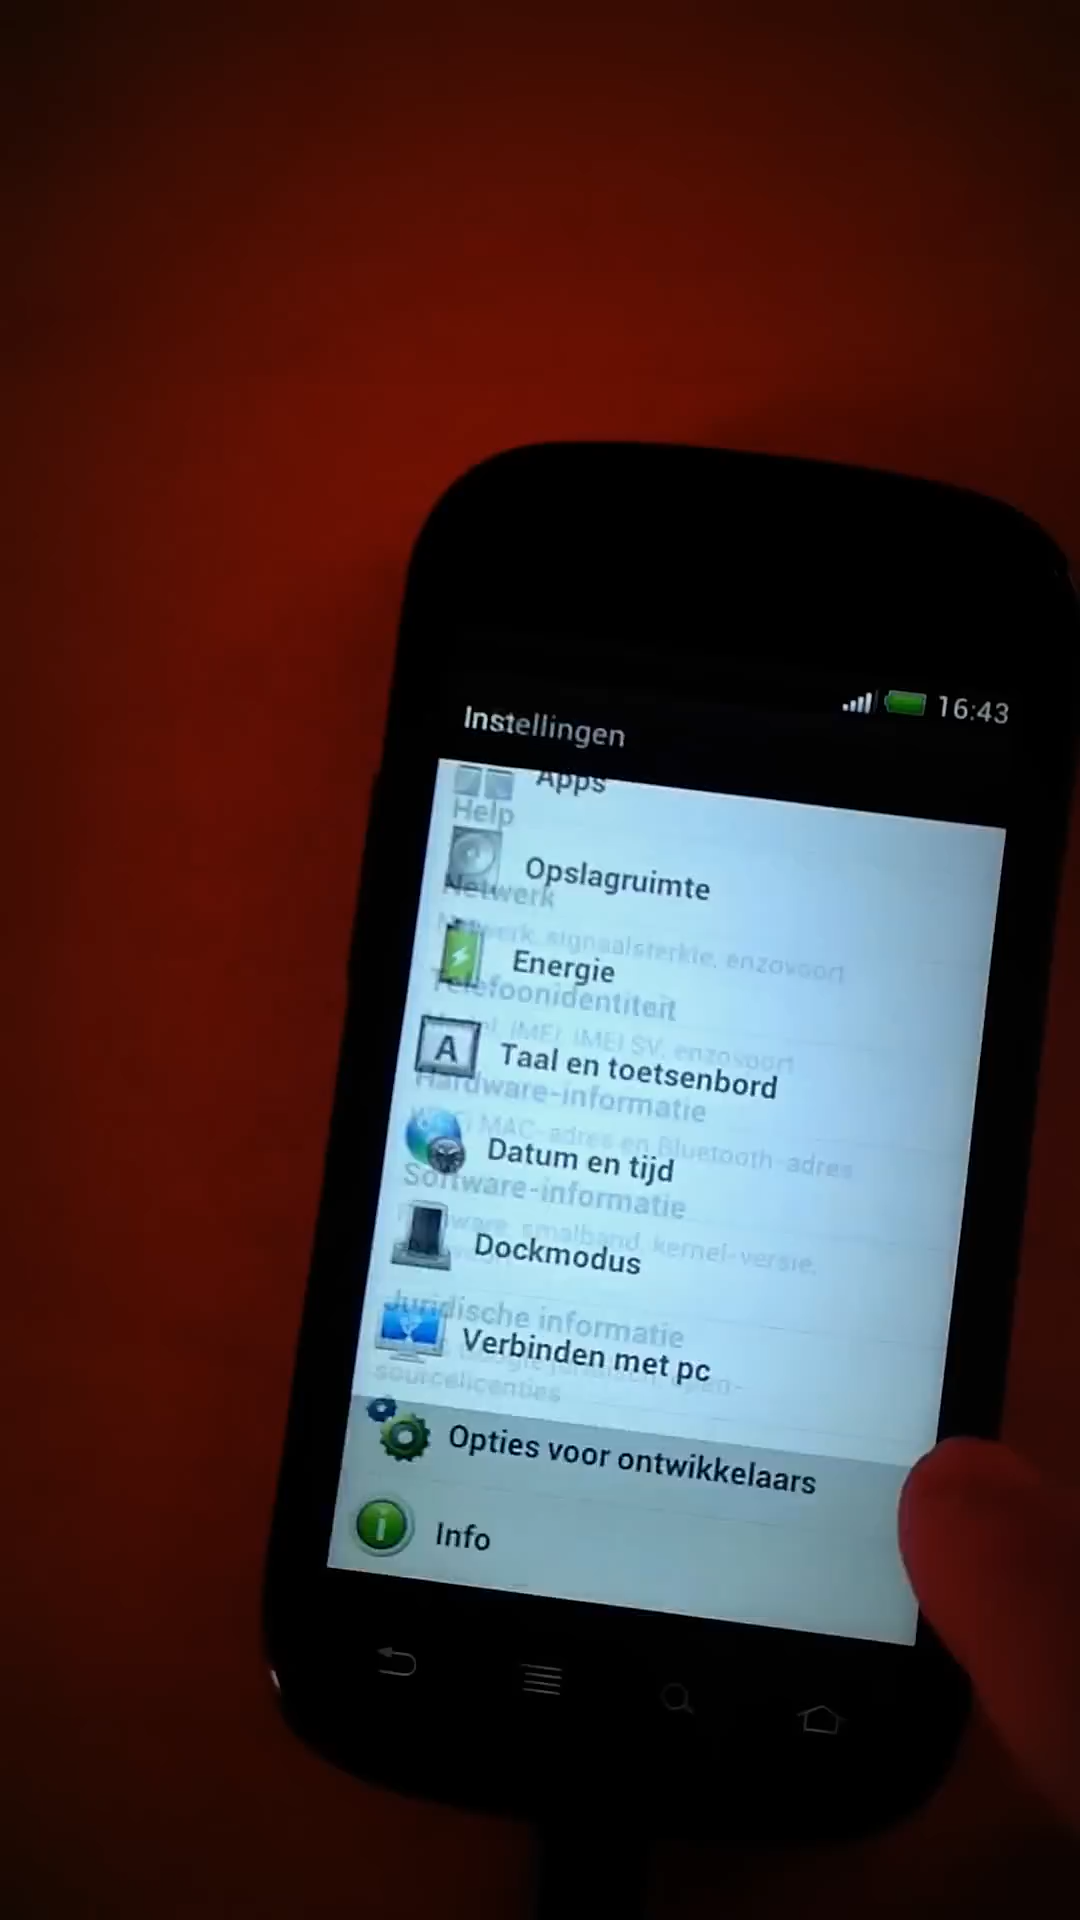 16:43
Instellingen
Apps
Help
Opslagruimte
Netwerk
Netwerk, signaalsterkte, enzovoort
Energie
Telefoonidentiteit
IMEI, IMEI SV, enzovoort
A Taal en toetsenbord
Hardware-informatie
MAC-adres en Bluetooth-adres
Datum en tijd
Software-informatie
smalband, kernel-versie,
Dockmodus
Juridische informatie
Verbinden met pc
open-
sourcelicenties
Opties voor ontwikkelaars
Info